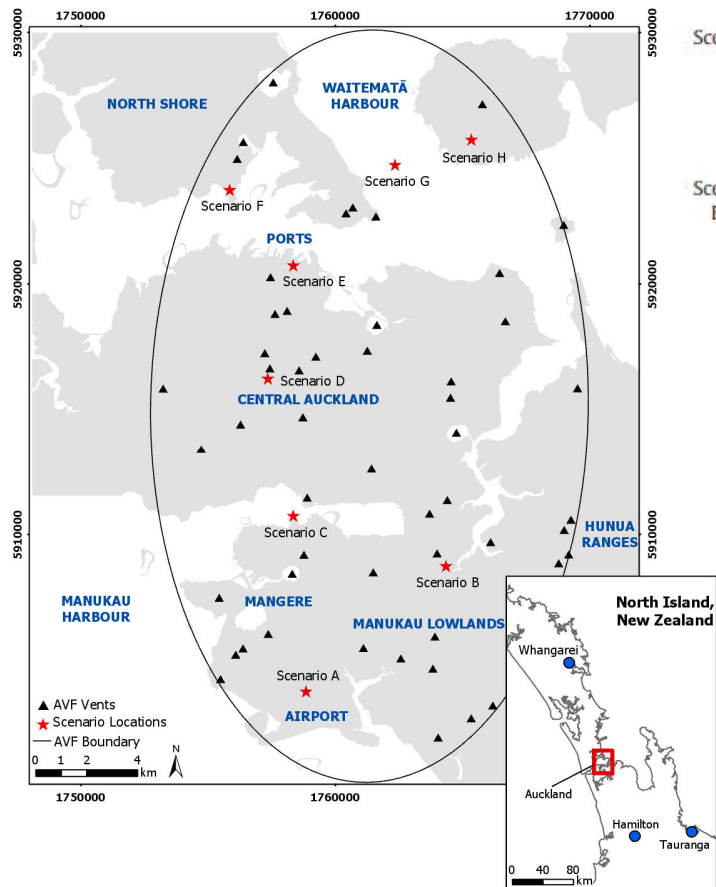 1750000
1760000
1770000
5930000
5930000
Sce
WAITEMATĀ
HARBOUR
NORTH SHORE
Scenario H
Scenario G
Sce
Scenario F
E
PORTS
Scenario E
5920000
5920000
Scenario D
CENTRAL AUCKLAND
Scenario C
5910000
5910000
HUNUA
RANGES
Scenario B
MANUKAU
HARBOUR
MANGERE
MANUKAU LOWLANDS
Scenario A
AIRPORT
AVF Vents
Scenario Locations
AVF Boundary
N
0 1 2 4
km
1750000
1760000
North Island,
New Zealand
Whangarei
Auckland
Hamilton
Tauranga
0 40 80
km